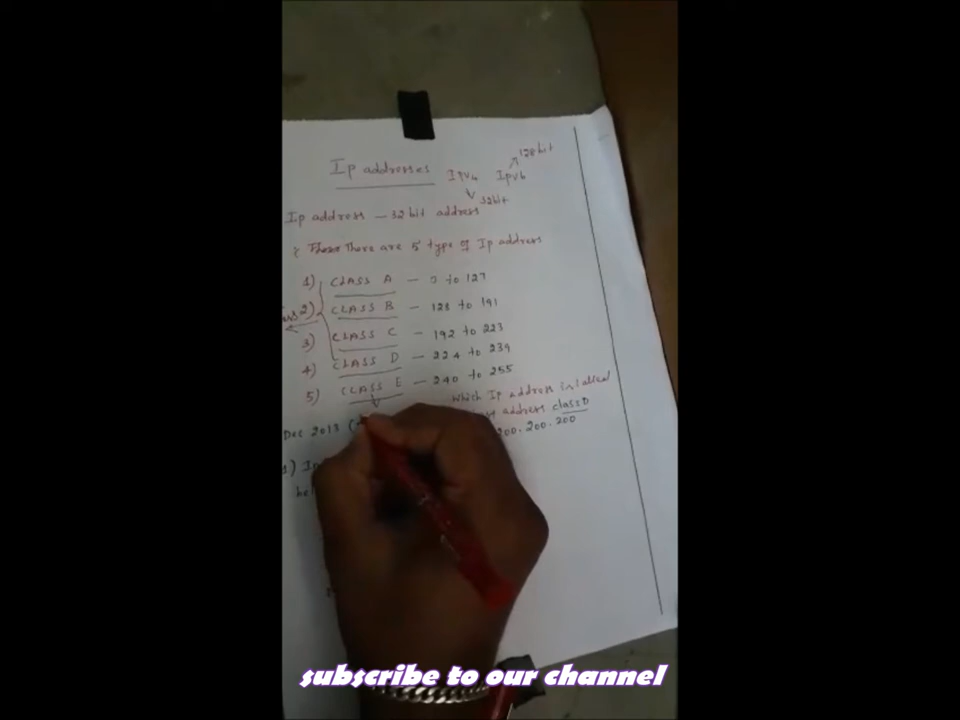 128 bit
Ip addresses IPv4 IPv6
32 bit
Ip address - 32 bit address
There are 5 type of Ip address
1) CLASS A - 0 to 127
2) CLASS B - 128 to 191
3) CLASS C - 192 to 223
4) CLASS D - 224 to 239
5) CLASS E - 240 to 255
Which Ip address is called
address class D
Dec 2013 200.200.200
1)
subscribe to our channel